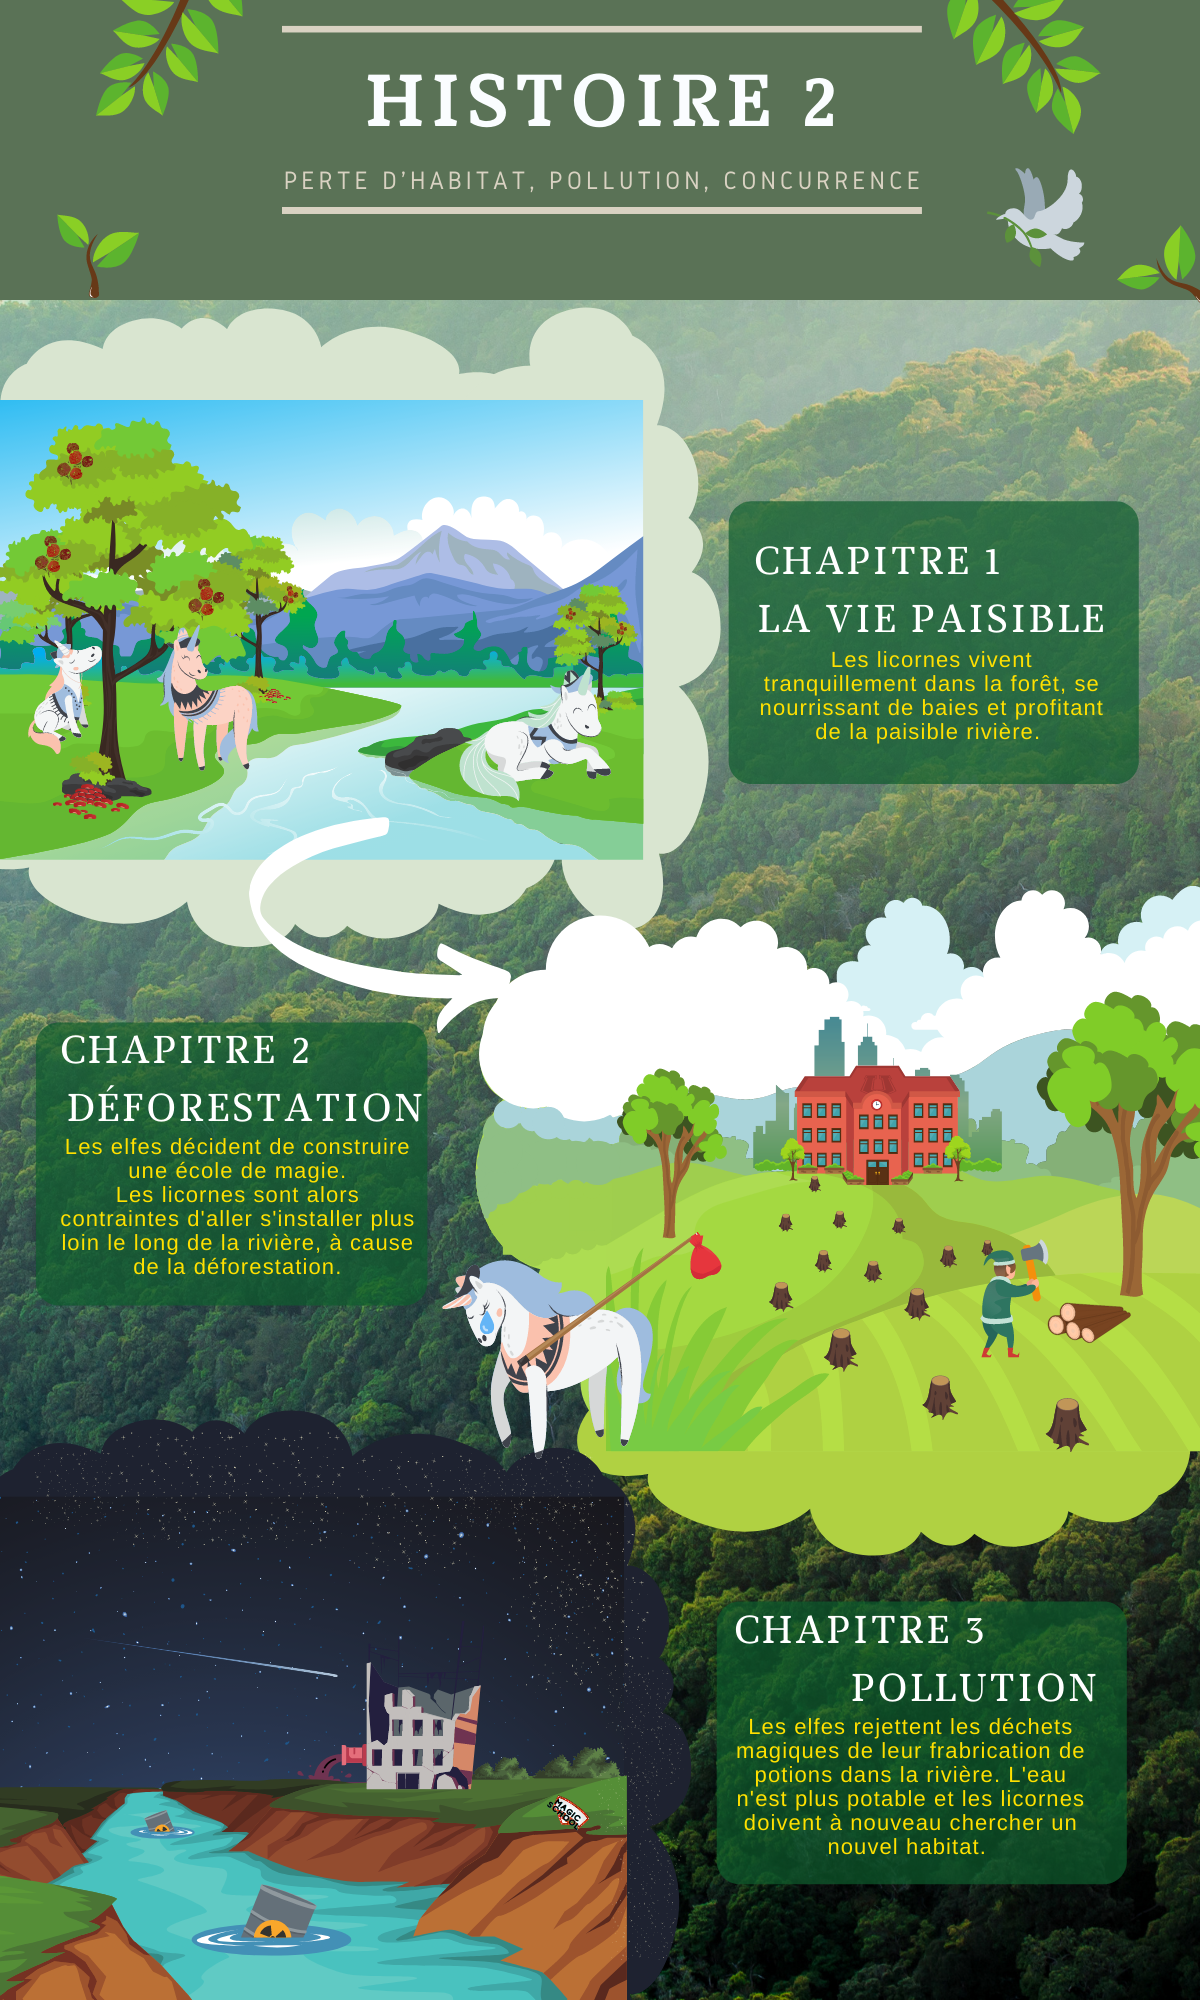 HISTOIRE 2
PERTE D'HABITAT, POLLUTION, CONCURRENCE
CHAPITRE 1
LA VIE PAISIBLE
Les licornes vivent
tranquillement dans la forêt, se
nourrissant de baies et profitant
de la paisible rivière.
CHAPITRE 2
DÉFORESTATION
Les elfes décident de construire
une école de magie.
Les licornes sont alors
contraintes d'aller s'installer plus
loin le long de la rivière, à cause
de la déforestation.
CHAPITRE 3
POLLUTION
Les elfes rejettent les déchets
magiques de leur frabrication de
potions dans la rivière. L'eau
n'est plus potable et les licornes
doivent à nouveau chercher un
nouvel habitat.
MAGIC
SCHOOL